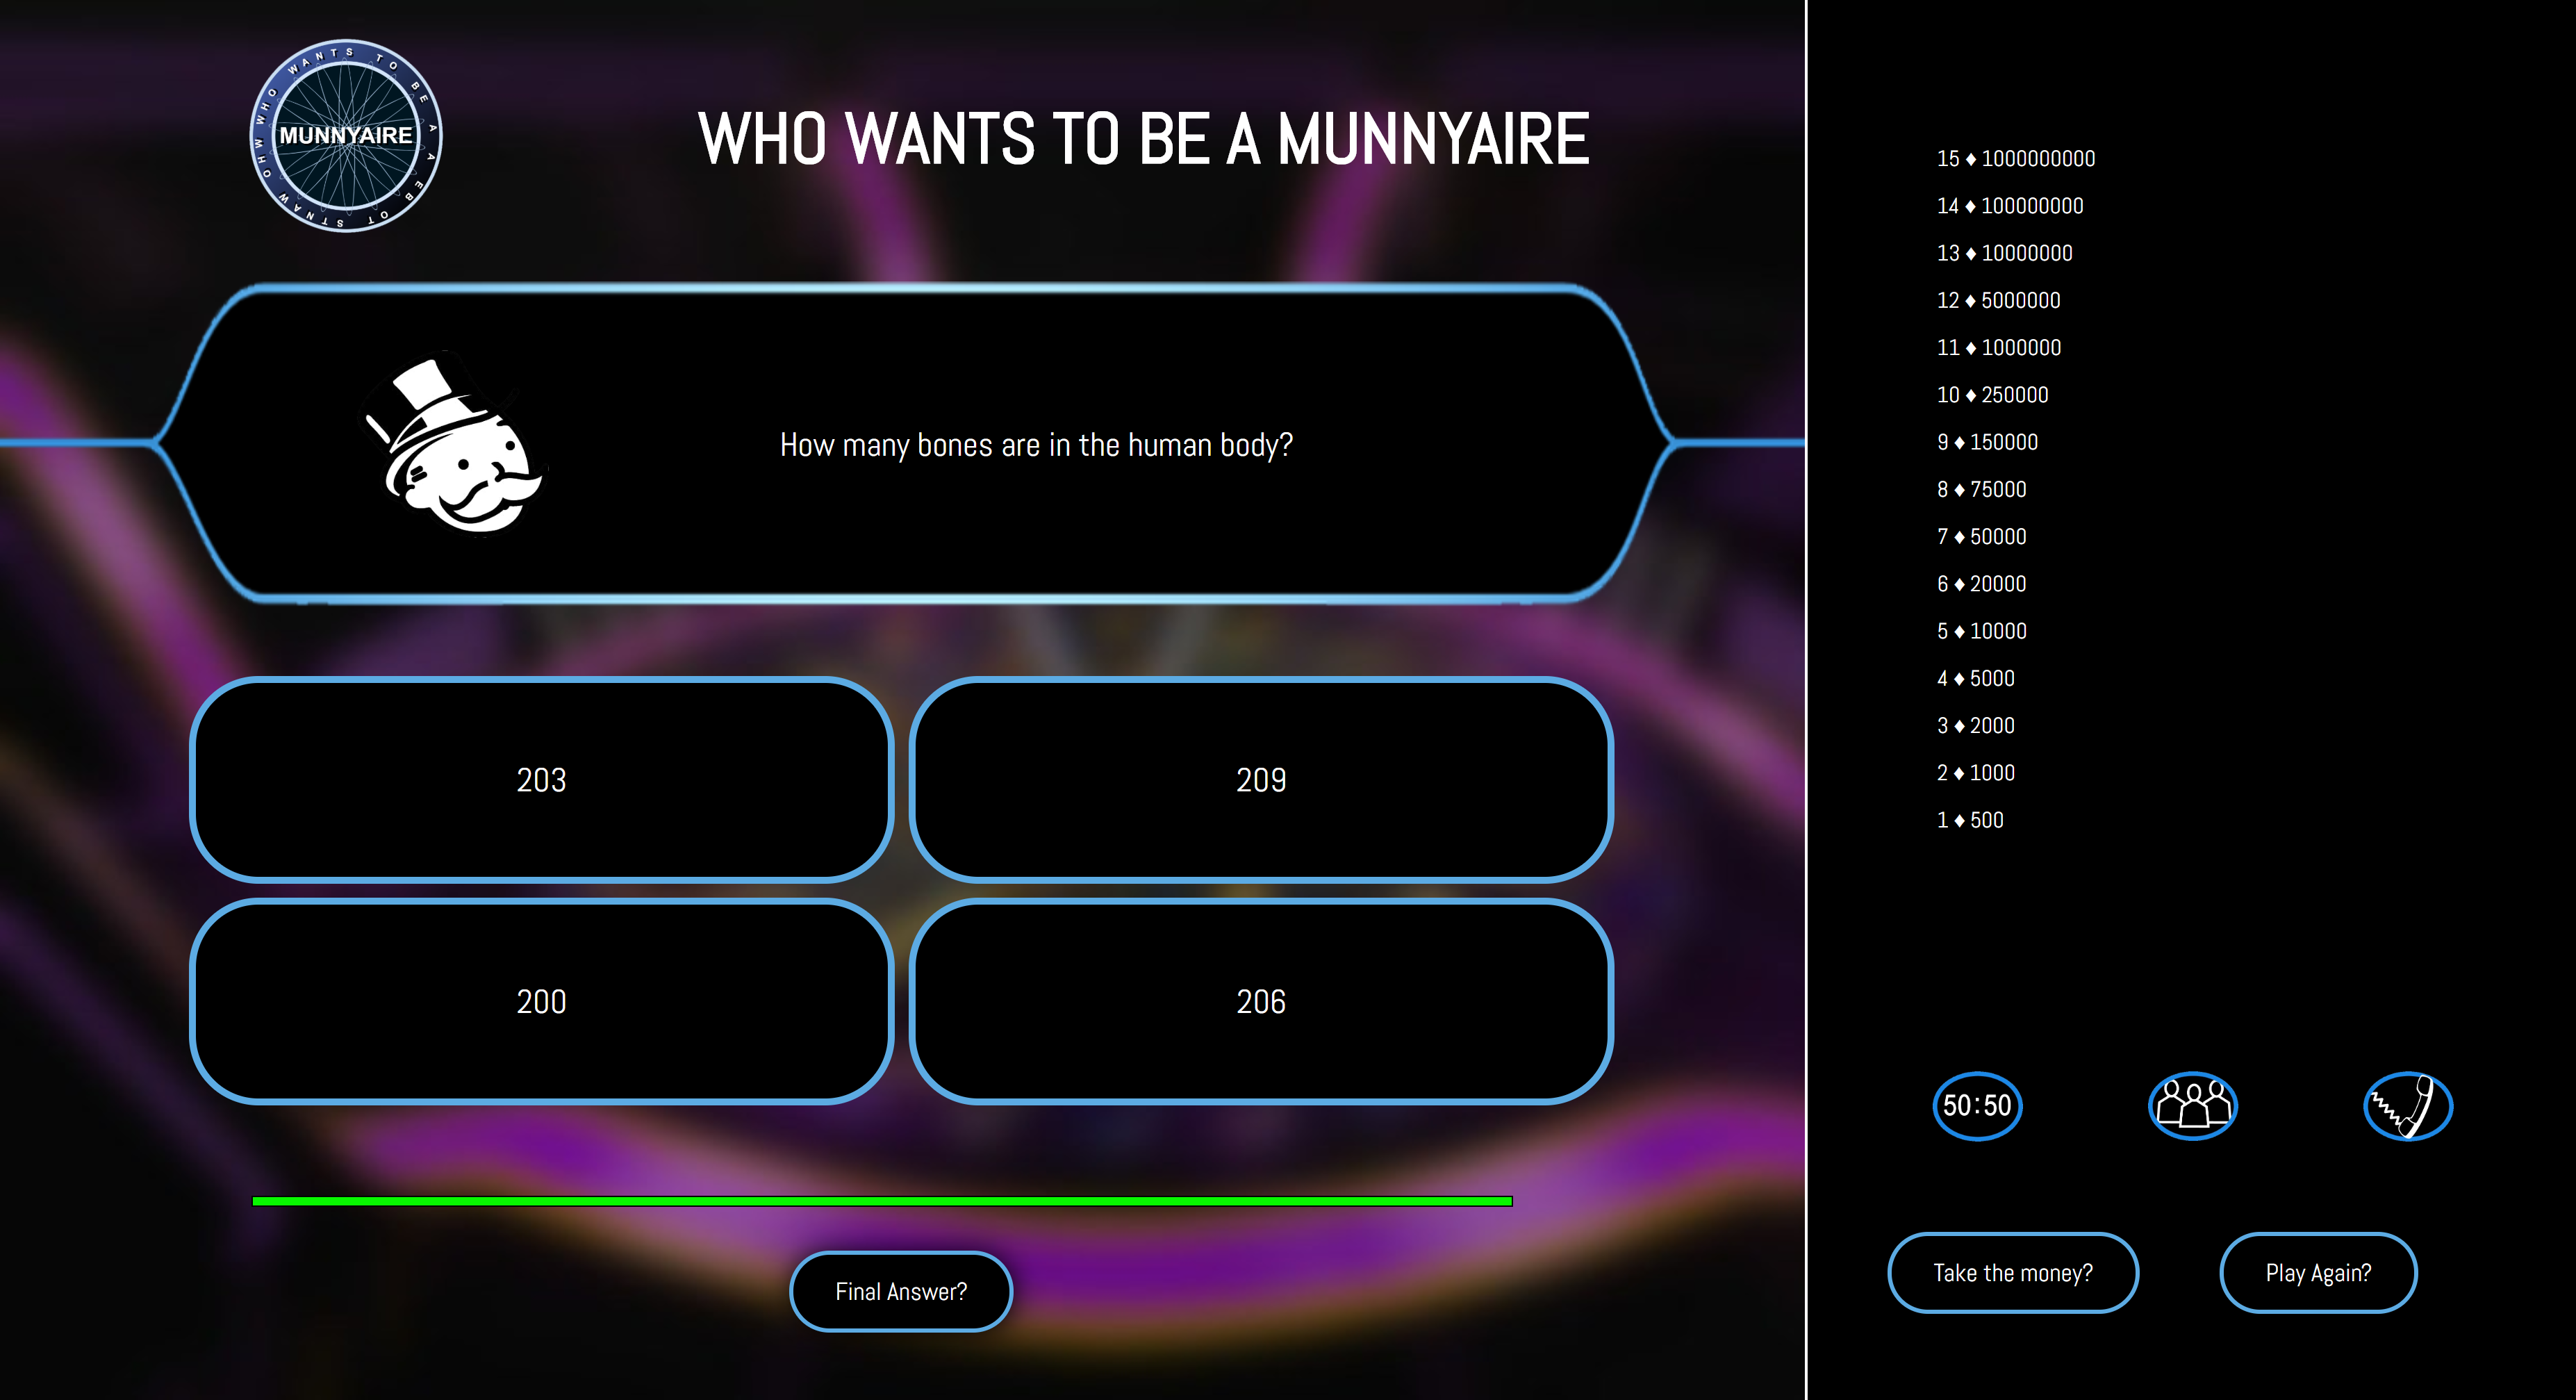 WHO WANTS TO BE A
MUNNYAIRE
WHO WANTS TO BE A
WHO WANTS TO BE A MUNNYAIRE
How many bones are in the human body?
203
209
200
206
Final Answer?
15 ♦ 1000000000
14 ♦ 100000000
13 ♦ 10000000
12 ♦ 5000000
11 ♦ 1000000
10 ♦ 250000
9 ♦ 150000
8 ♦ 75000
7 ♦ 50000
6 ♦ 20000
5 ♦ 10000
4 ♦ 5000
3 ♦ 2000
2 ♦ 1000
1 ♦ 500
50:50
Take the money?
Play Again?